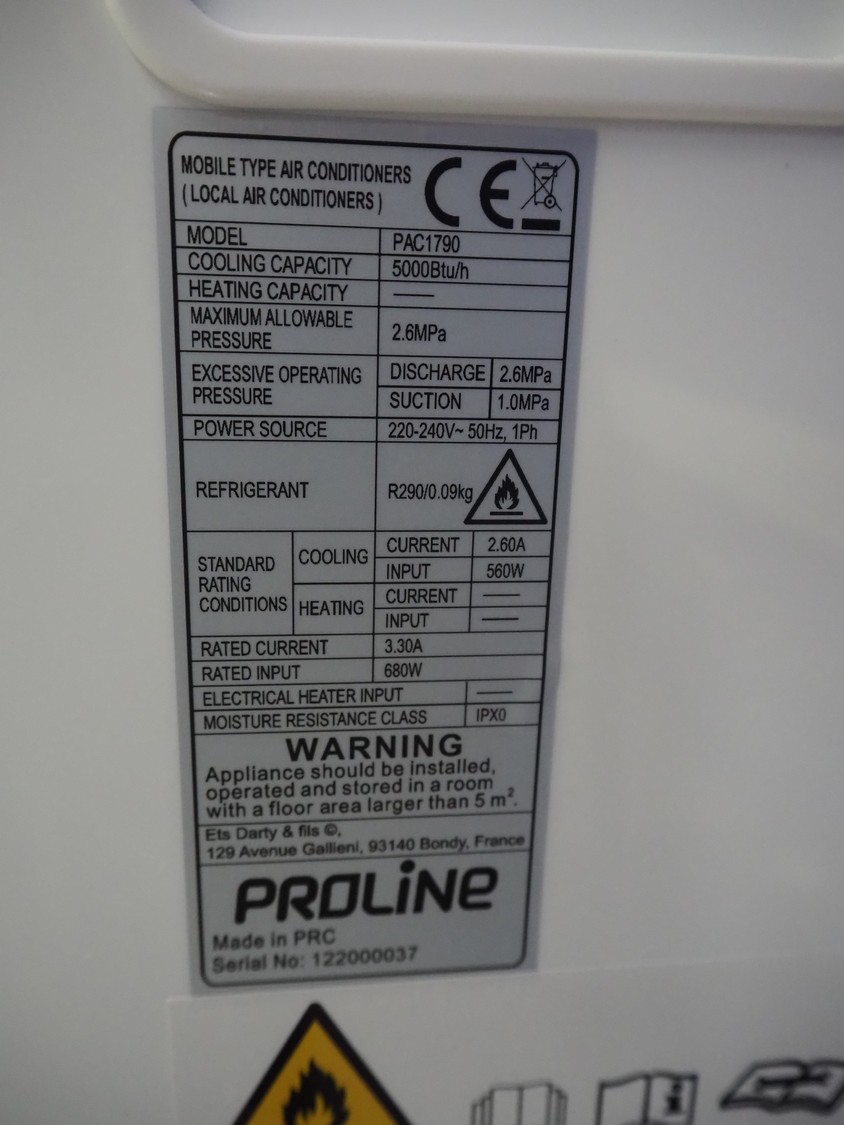 MOBILE TYPE AIR CONDITIONERS
( LOCAL AIR CONDITIONERS )
CE
MODEL PAC1790
COOLING CAPACITY 5000Btu/h
HEATING CAPACITY —
MAXIMUM ALLOWABLE
PRESSURE 2.6MPa
EXCESSIVE OPERATING
PRESSURE
DISCHARGE 2.6MPa
SUCTION 1.0MPa
POWER SOURCE 220-240V~ 50Hz, 1Ph
REFRIGERANT R290/0.09kg
STANDARD
RATING
CONDITIONS
COOLING
CURRENT 2.60A
INPUT 560W
HEATING
CURRENT —
INPUT —
RATED CURRENT 3.30A
RATED INPUT 680W
ELECTRICAL HEATER INPUT —
MOISTURE RESISTANCE CLASS IPX0
WARNING
Appliance should be installed,
operated and stored in a room
with a floor area larger than 5 m².
Ets Darty & fils ©,
129 Avenue Gallieni, 93140 Bondy, France
PROLiNe
Made in PRC
Serial No: 122000037